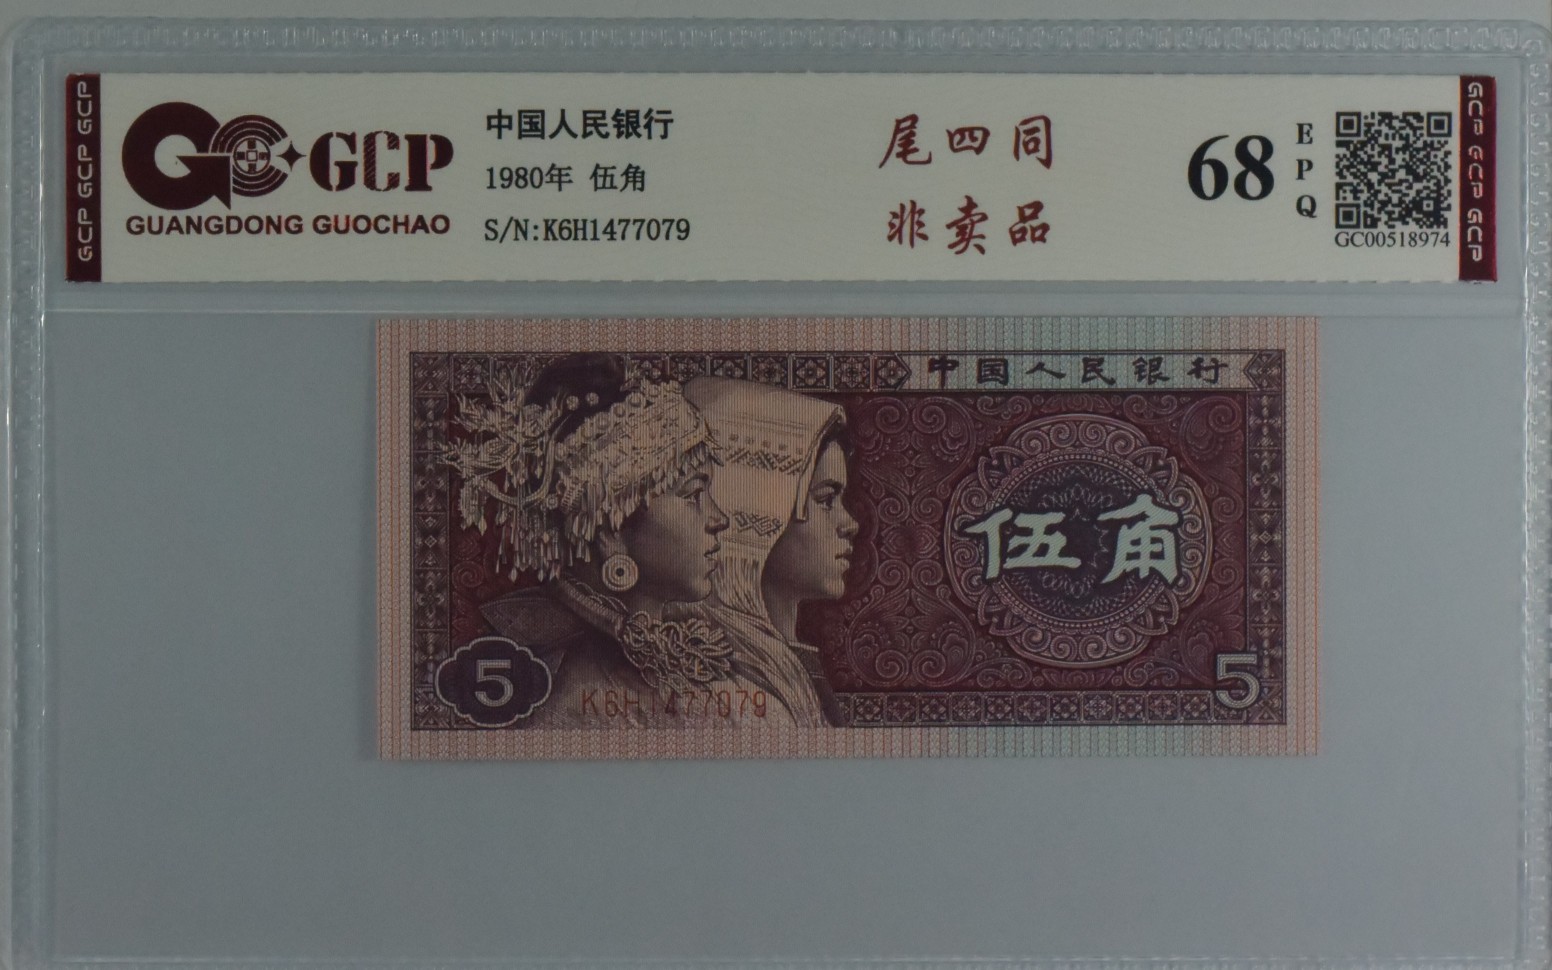 GCP GCP GCP
GCP
GUANGDONG GUOCHAO
中国人民银行
1980年 伍角
S/N:K6H1477079
尾四同
非卖品
68
EPQ
GC00518974
GCP GCP GCP
中国人民银行
伍角
5
K6H1477079
5